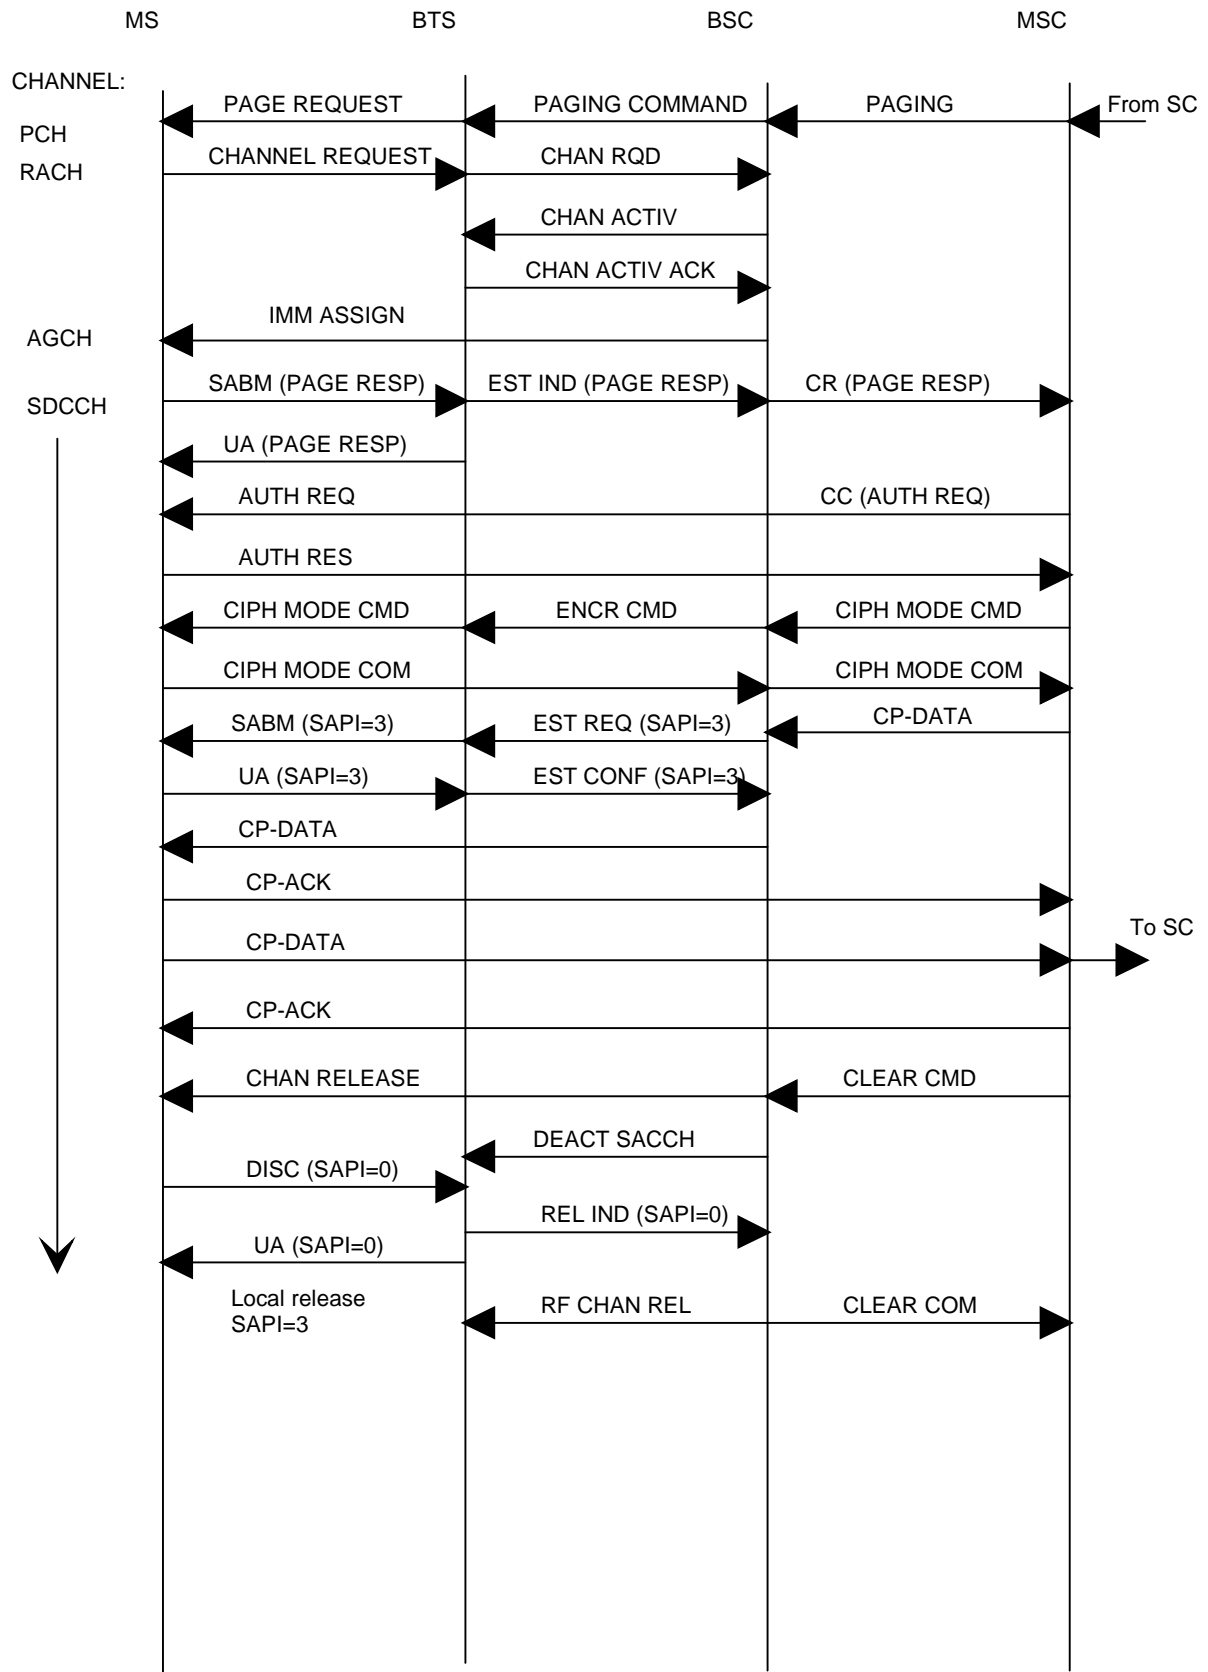 MS BTS BSC MSC
CHANNEL:
PAGE REQUEST PAGING COMMAND PAGING From SC
PCH
CHANNEL REQUEST CHAN RQD
RACH
CHAN ACTIV
CHAN ACTIV ACK
IMM ASSIGN
AGCH
SABM (PAGE RESP) EST IND (PAGE RESP) CR (PAGE RESP)
SDCCH
UA (PAGE RESP)
AUTH REQ CC (AUTH REQ)
AUTH RES
CIPH MODE CMD ENCR CMD CIPH MODE CMD
CIPH MODE COM CIPH MODE COM
CP-DATA
SABM (SAPI=3) EST REQ (SAPI=3)
UA (SAPI=3) EST CONF (SAPI=3)
CP-DATA
CP-ACK
To SC
CP-DATA
CP-ACK
CHAN RELEASE CLEAR CMD
DEACT SACCH
DISC (SAPI=0)
REL IND (SAPI=0)
UA (SAPI=0)
Local release RF CHAN REL CLEAR COM
SAPI=3